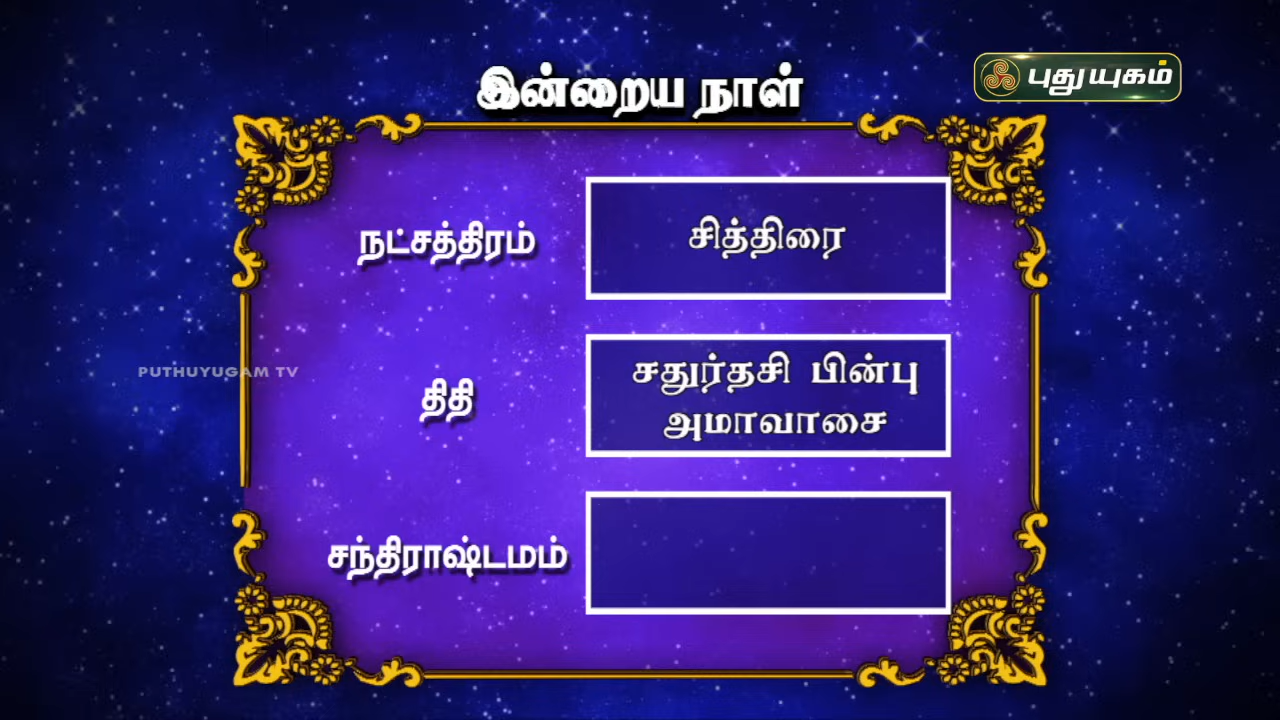 இன்றைய நாள்
புதுயுகம்
நட்சத்திரம்
சித்திரை
PUTHUYUGAM TV
திதி
சதுர்தசி பின்பு
அமாவாசை
சந்திராஷ்டமம்